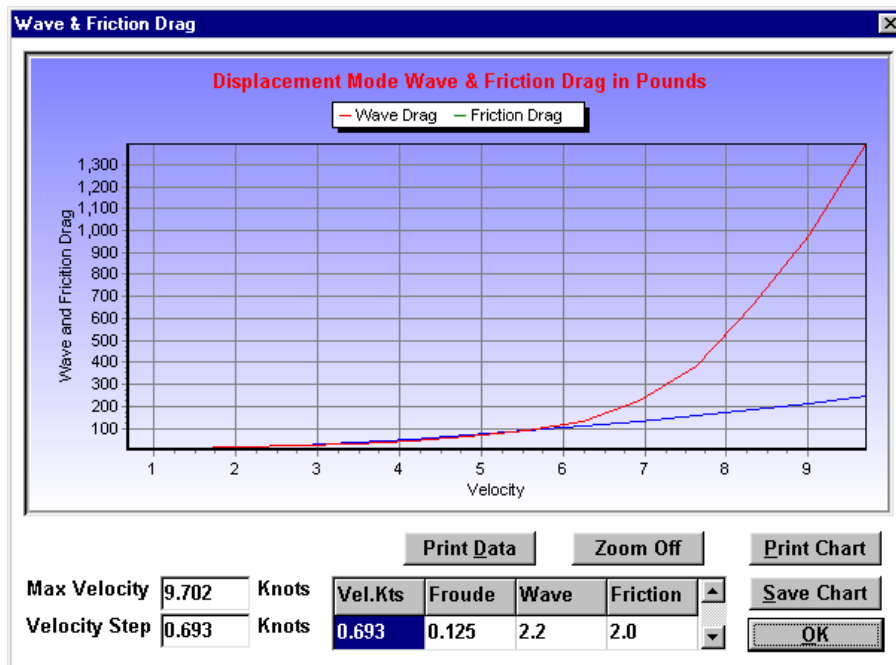 Wave & Friction Drag
Displacement Mode Wave & Friction Drag in Pounds
Wave Drag Friction Drag
Wave and Fricition Drag
1,300
1,200
1,100
1,000
900
800
700
600
500
400
300
200
100
1 2 3 4 5 6 7 8 9
Velocity
Print Data Zoom Off Print Chart
Max Velocity 9.702 Knots
Velocity Step 0.693 Knots
Vel.Kts Froude Wave Friction
0.693 0.125 2.2 2.0
Save Chart
OK